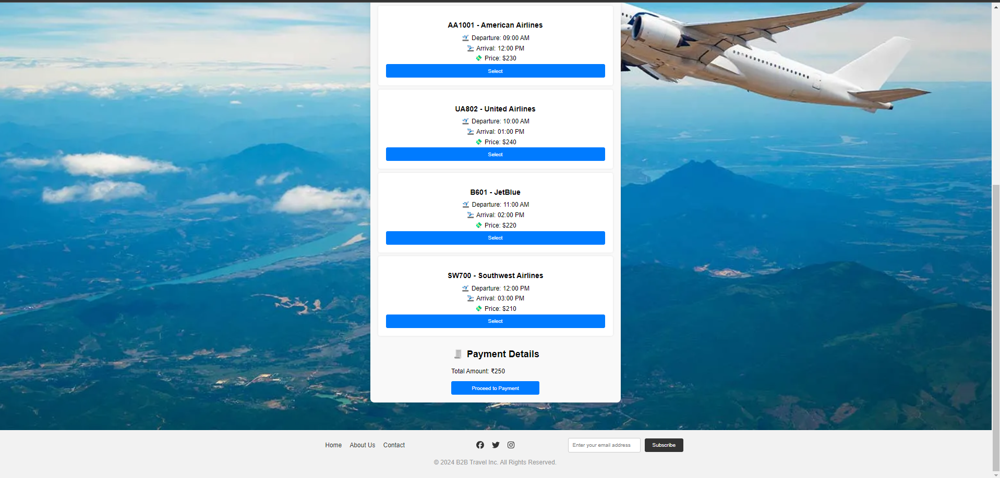 AA1001 - American Airlines
🛫 Departure: 09:00 AM
🛬 Arrival: 12:00 PM
💸 Price: $230
Select
UA802 - United Airlines
🛫 Departure: 10:00 AM
🛬 Arrival: 01:00 PM
💸 Price: $240
Select
B601 - JetBlue
🛫 Departure: 11:00 AM
🛬 Arrival: 02:00 PM
💸 Price: $220
Select
SW700 - Southwest Airlines
🛫 Departure: 12:00 PM
🛬 Arrival: 03:00 PM
💸 Price: $210
Select
🧾 Payment Details
Total Amount: ₹250
Proceed to Payment
Home About Us Contact Enter your email address Subscribe
© 2024 B2B Travel Inc. All Rights Reserved.